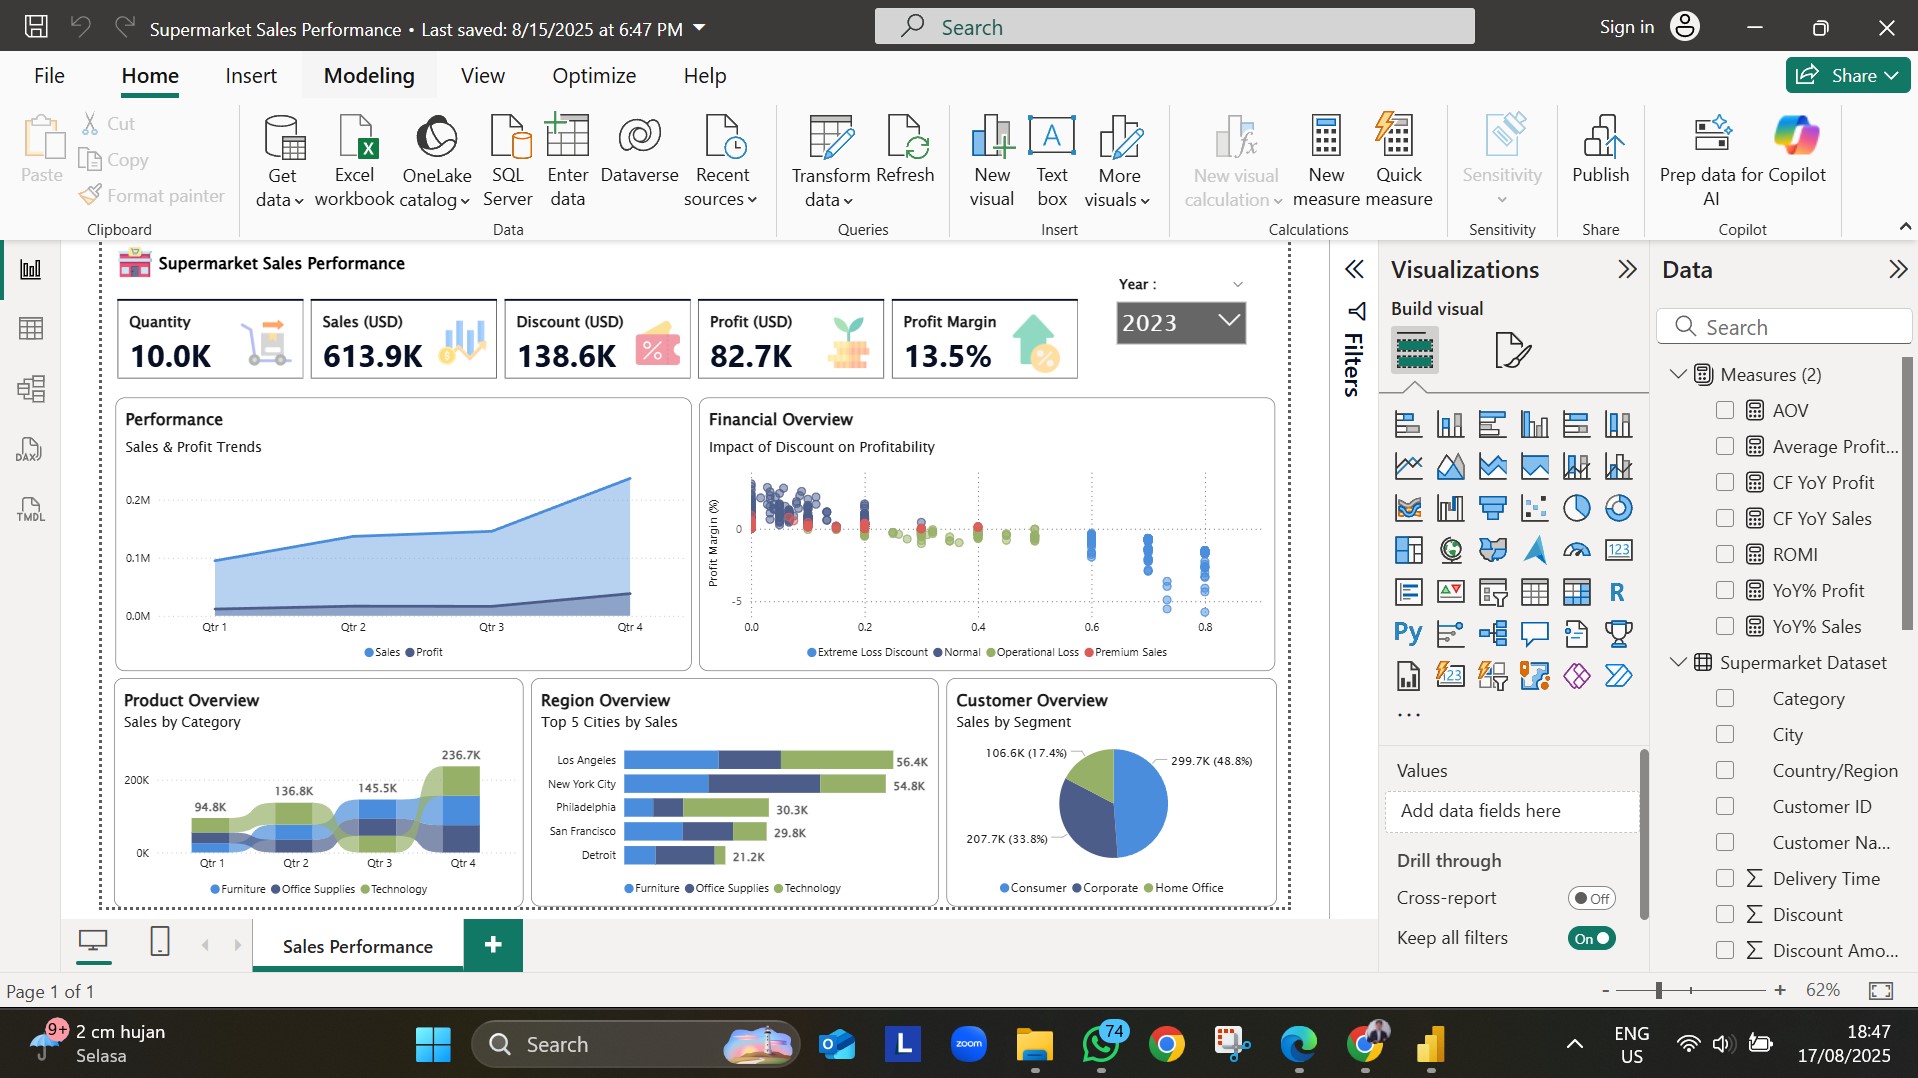 Supermarket Sales Performance • Last saved: 8/15/2025 at 6:47 PM
Search
Sign in
File Home Insert Modeling View Optimize Help
Share
Paste
Cut
Copy
Format painter
Clipboard
Get data
Excel workbook
OneLake catalog
SQL Server
Enter data
Dataverse
Recent sources
Data
Transform data
Refresh
Queries
New visual
Text box
More visuals
Insert
New visual calculation
New measure
Quick measure
Calculations
Sensitivity
Sensitivity
Publish
Share
Prep data for AI
Copilot
Copilot
DAX
TMDL
Supermarket Sales Performance
Year :
2023
Quantity
10.0K
Sales (USD)
613.9K
Discount (USD)
138.6K
Profit (USD)
82.7K
Profit Margin
13.5%
Performance
Sales & Profit Trends
0.2M
0.1M
0.0M
Qtr 1 Qtr 2 Qtr 3 Qtr 4
Sales Profit
Financial Overview
Impact of Discount on Profitability
Profit Margin (%)
0
-5
0.0 0.2 0.4 0.6 0.8
Extreme Loss Discount Normal Operational Loss Premium Sales
Product Overview
Sales by Category
200K
0K
94.8K
136.8K
145.5K
236.7K
Qtr 1 Qtr 2 Qtr 3 Qtr 4
Furniture Office Supplies Technology
Region Overview
Top 5 Cities by Sales
Los Angeles 56.4K
New York City 54.8K
Philadelphia 30.3K
San Francisco 29.8K
Detroit 21.2K
Furniture Office Supplies Technology
Customer Overview
Sales by Segment
106.6K (17.4%)
299.7K (48.8%)
207.7K (33.8%)
Consumer Corporate Home Office
Filters
Visualizations
Build visual
123
R
Py
123
...
Values
Add data fields here
Drill through
Cross-report Off
Keep all filters On
Data
Search
Measures (2)
AOV
Average Profit...
CF YoY Profit
CF YoY Sales
ROMI
YoY% Profit
YoY% Sales
Supermarket Dataset
Category
City
Country/Region
Customer ID
Customer Na...
Delivery Time
Discount
Discount Amo...
Sales Performance
Page 1 of 1
- + 62%
9+
2 cm hujan
Selasa
Search
L
zoom
74
ENG
US
18:47
17/08/2025